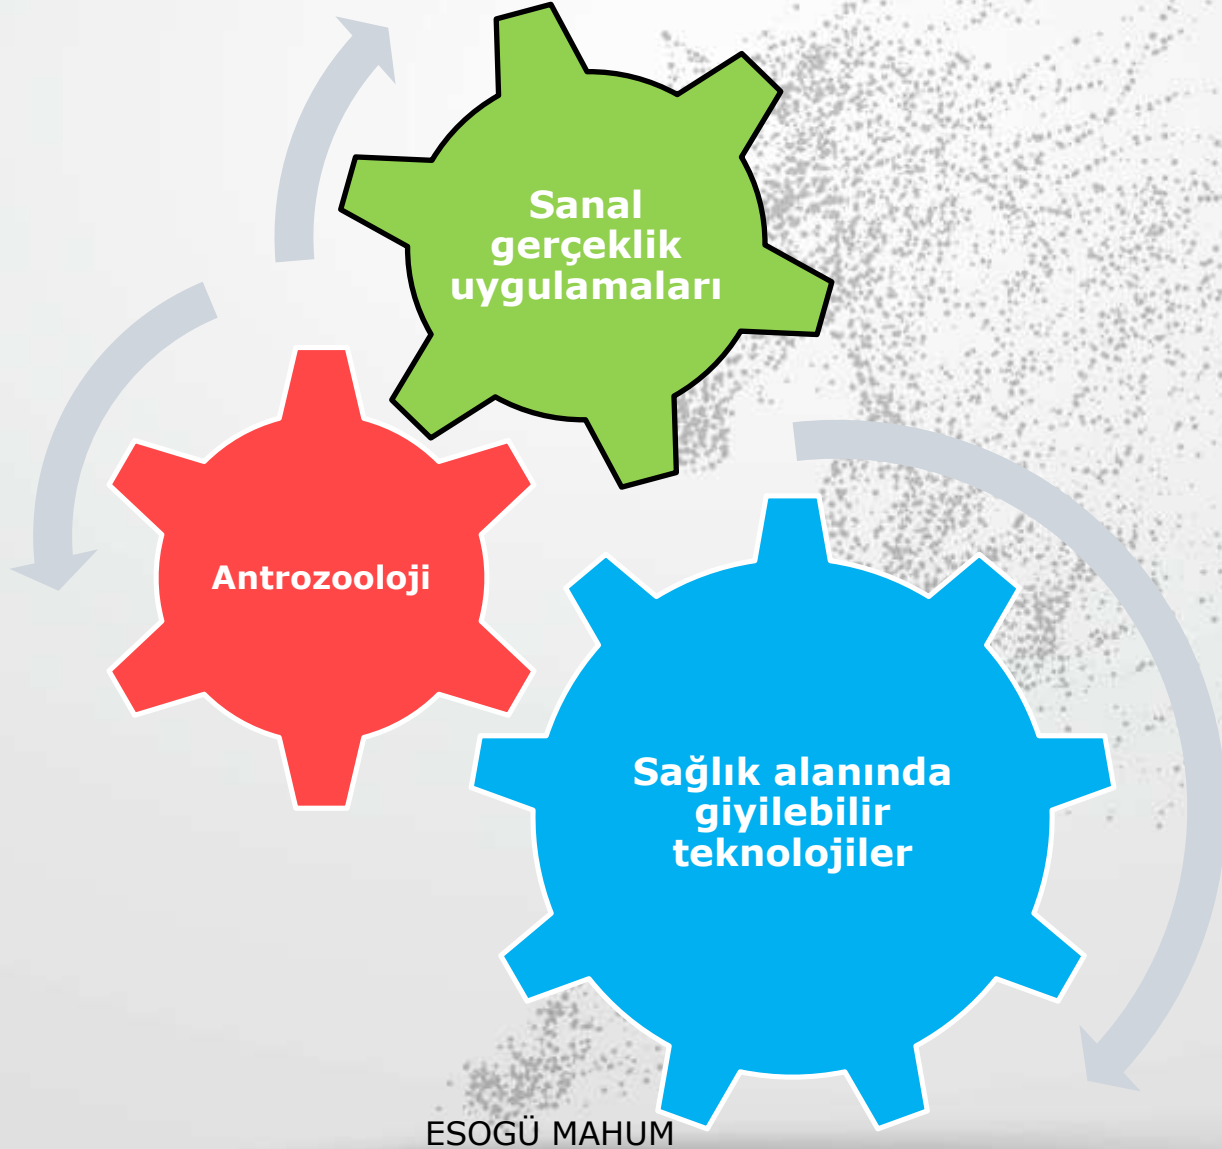 Sanal
gerçeklik
uygulamaları
Antrozooloji
Sağlık alanında
giyilebilir
teknolojiler
ESOGÜ MAHUM